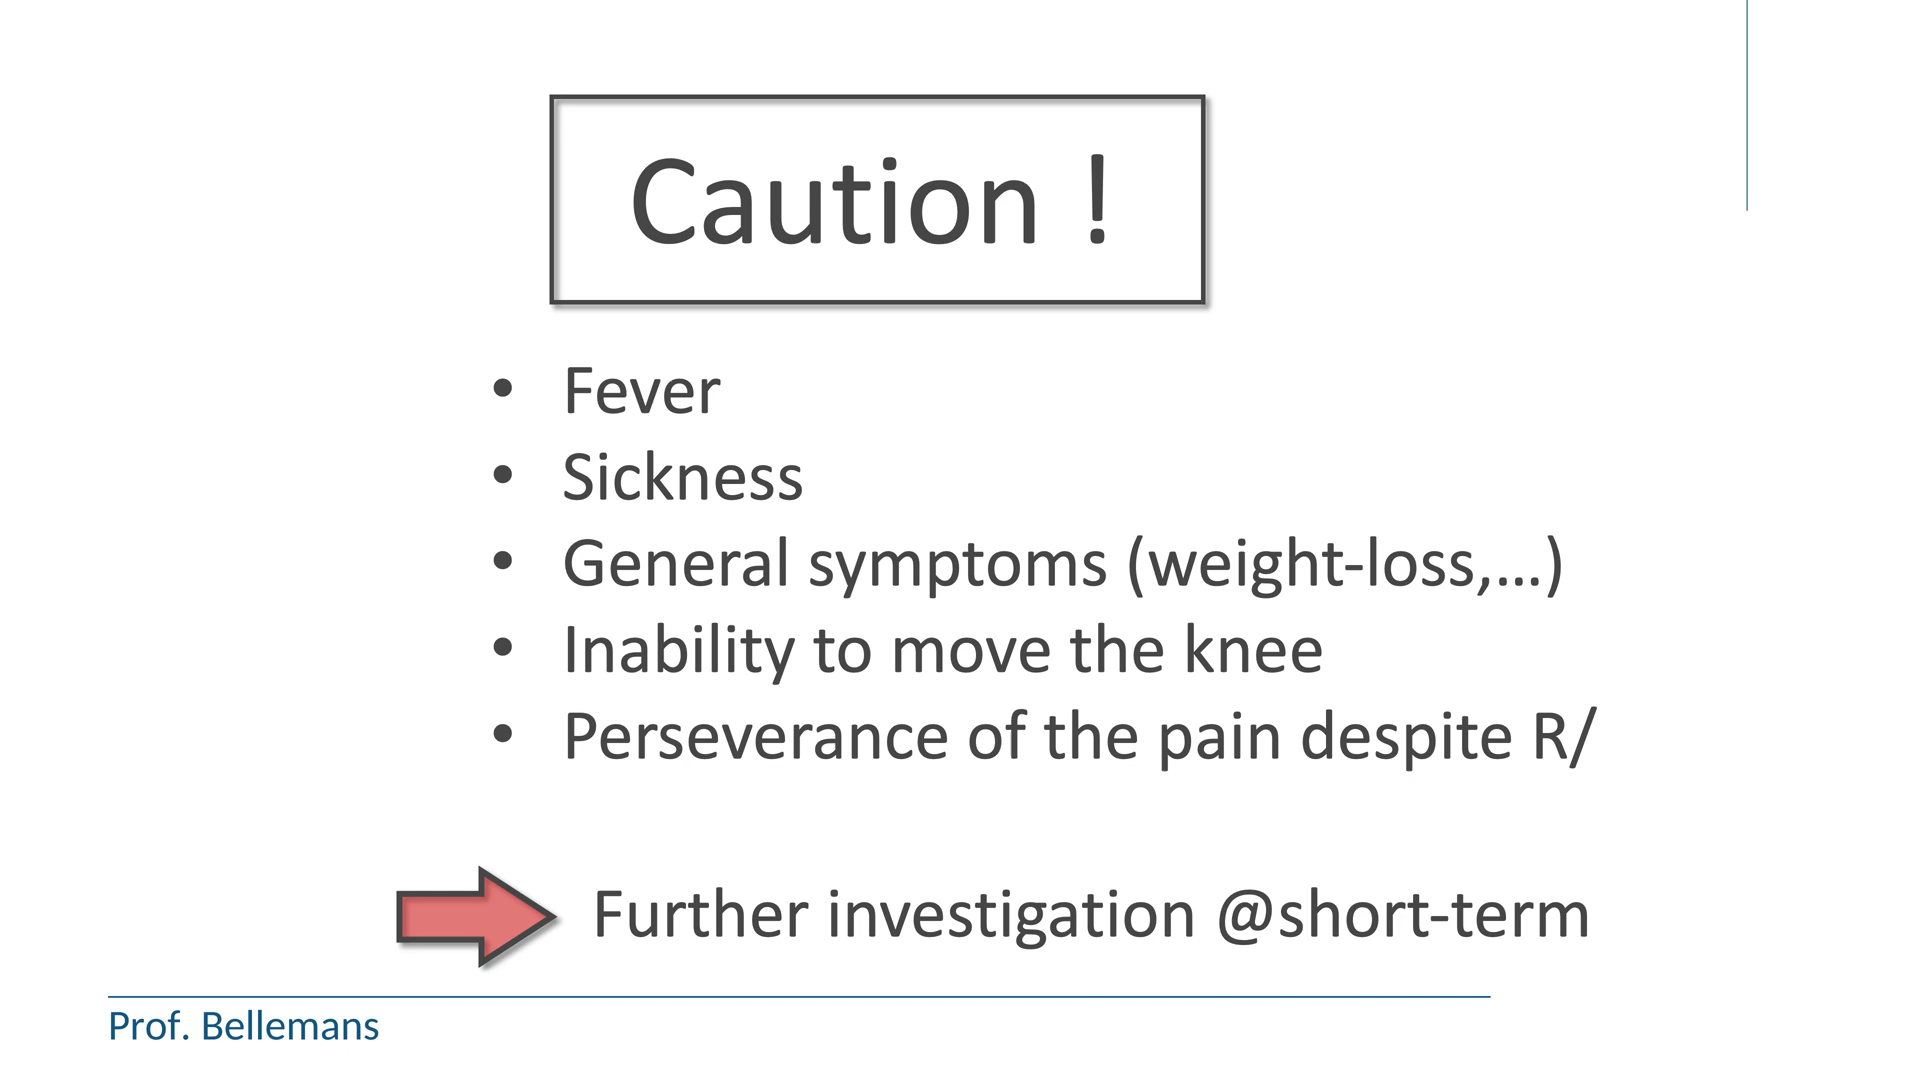 Caution !
• Fever
• Sickness
• General symptoms (weight-loss,...)
• Inability to move the knee
• Perseverance of the pain despite R/
Further investigation @short-term
Prof. Bellemans